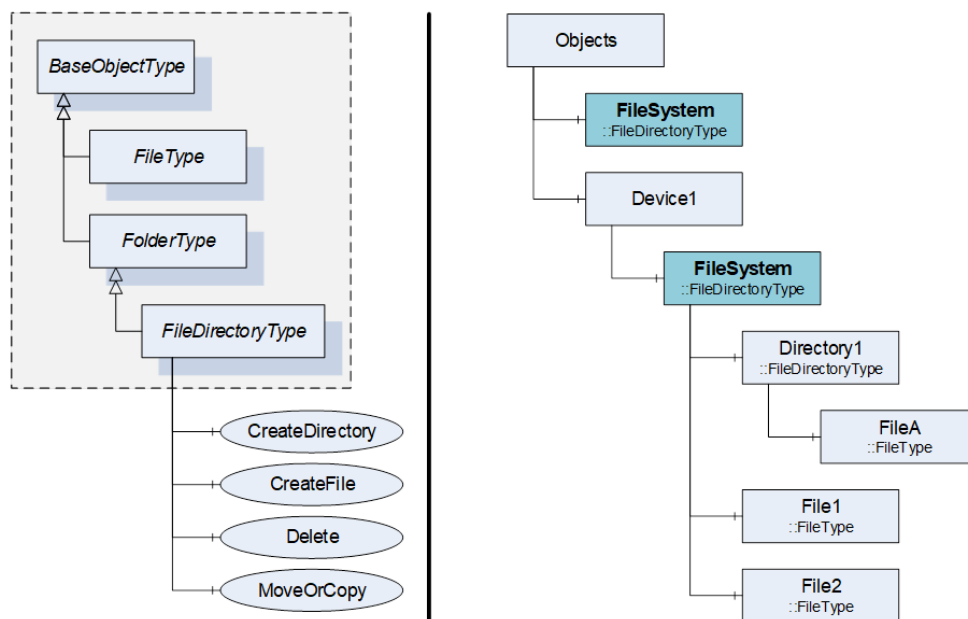 BaseObjectType
FileType
FolderType
FileDirectoryType
CreateDirectory
CreateFile
Delete
MoveOrCopy
Objects
FileSystem
::FileDirectoryType
Device1
FileSystem
::FileDirectoryType
Directory1
::FileDirectoryType
FileA
::FileType
File1
::FileType
File2
::FileType